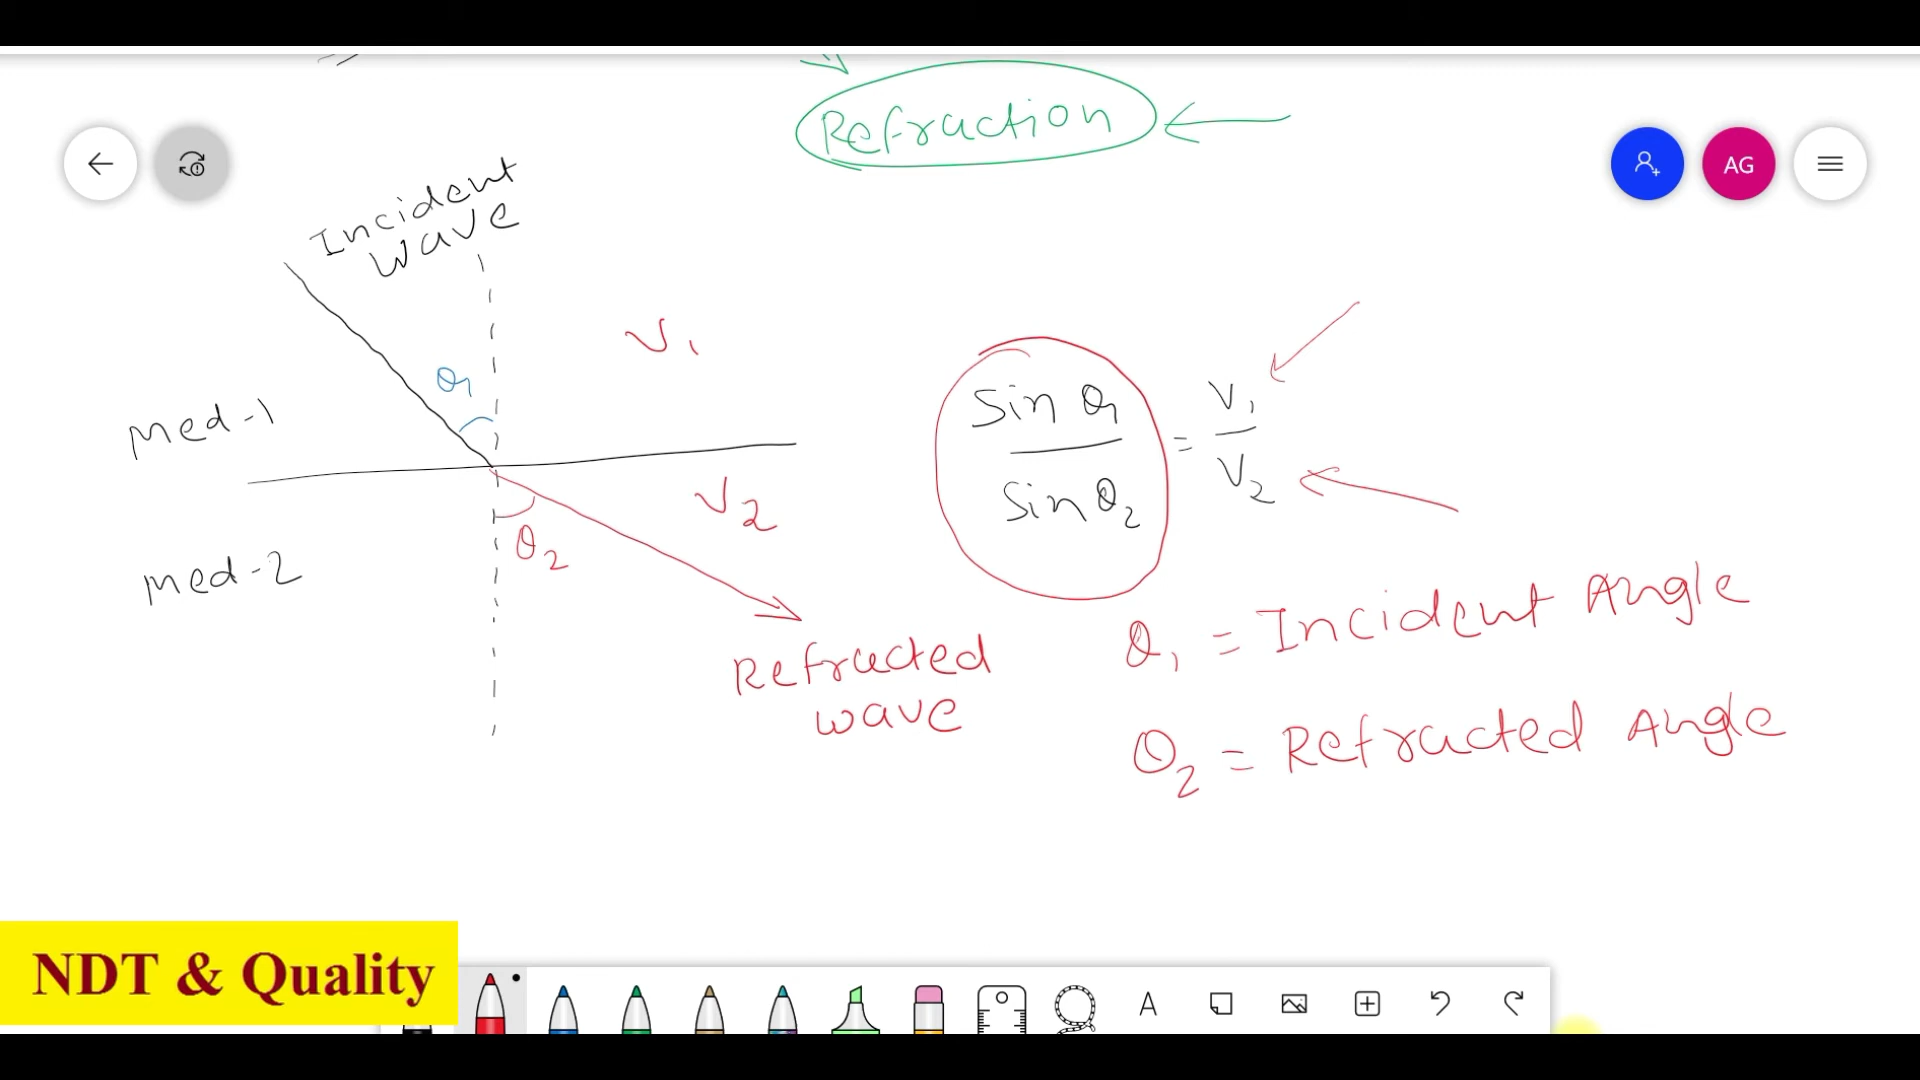 Refraction
AG
Incident
wave
θ1
V1
Med-1
Sin θ1
Sin θ2
=
V1
V2
V2
θ2
Med-2
Refracted
wave
θ1 = Incident Angle
θ2 = Refracted Angle
NDT & Quality
A